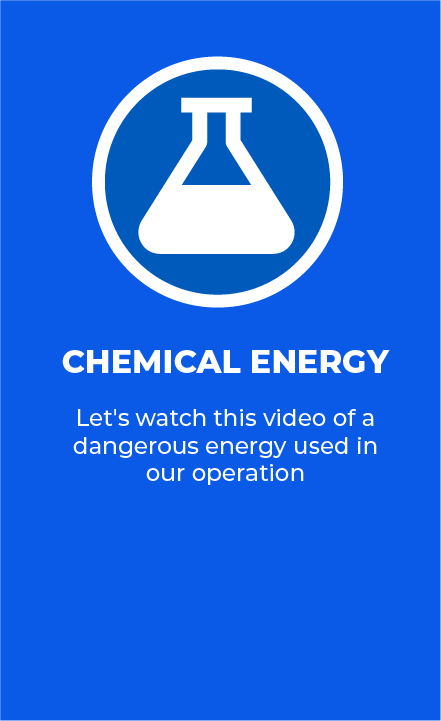 CHEMICAL ENERGY
Let's watch this video of a
dangerous energy used in
our operation